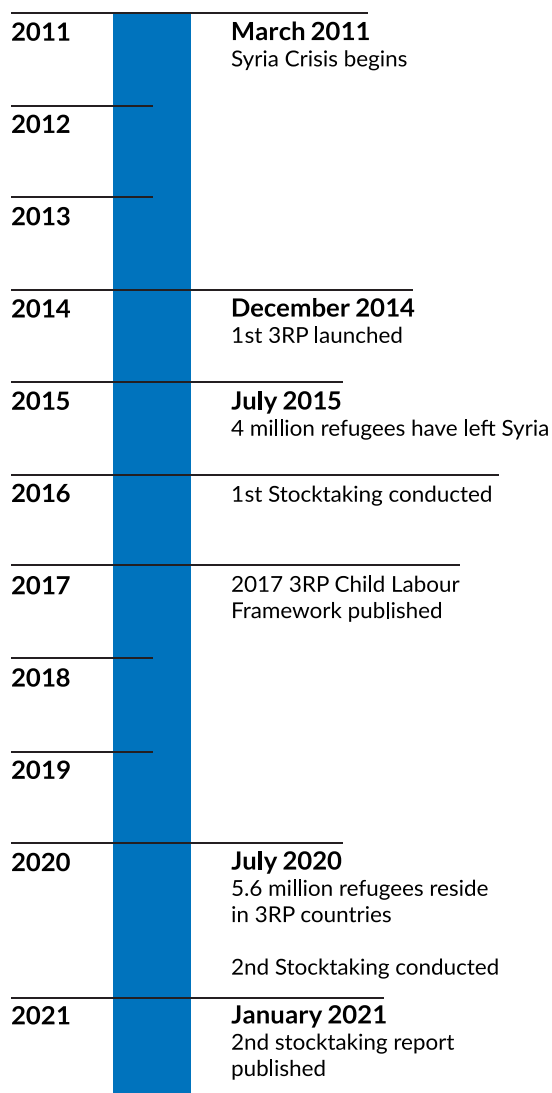 2011
March 2011
Syria Crisis begins
2012
2013
2014
December 2014
1st 3RP launched
2015
July 2015
4 million refugees have left Syria
2016
1st Stocktaking conducted
2017
2017 3RP Child Labour
Framework published
2018
2019
2020
July 2020
5.6 million refugees reside
in 3RP countries
2nd Stocktaking conducted
2021
January 2021
2nd stocktaking report
published